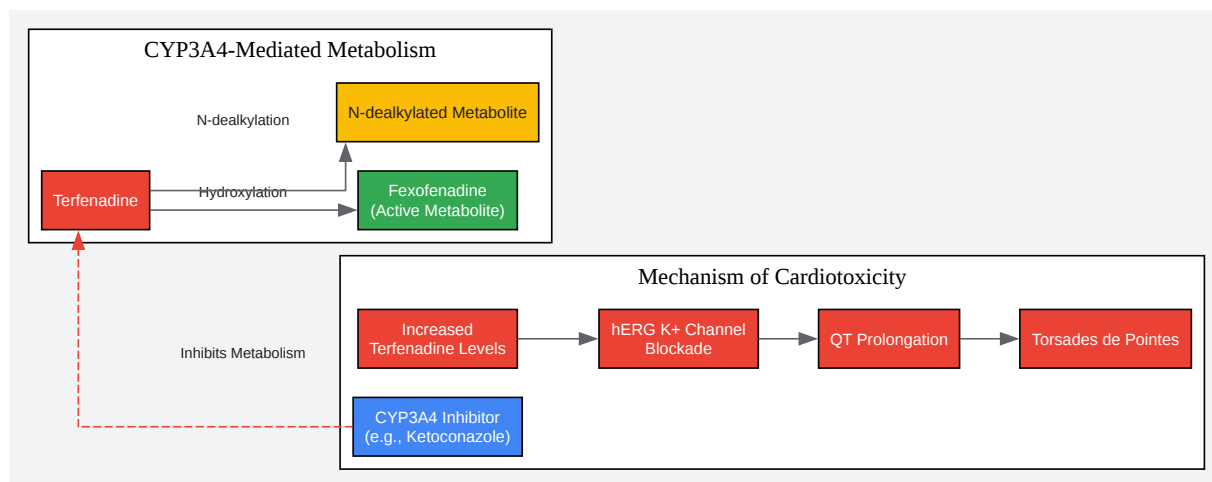 CYP3A4-Mediated Metabolism
N-dealkylation
N-dealkylated Metabolite
Terfenadine
Hydroxylation
Fexofenadine
(Active Metabolite)
Mechanism of Cardiotoxicity
Increased
Terfenadine Levels
hERG K+ Channel
Blockade
QT Prolongation
Torsades de Pointes
Inhibits Metabolism
CYP3A4 Inhibitor
(e.g., Ketoconazole)